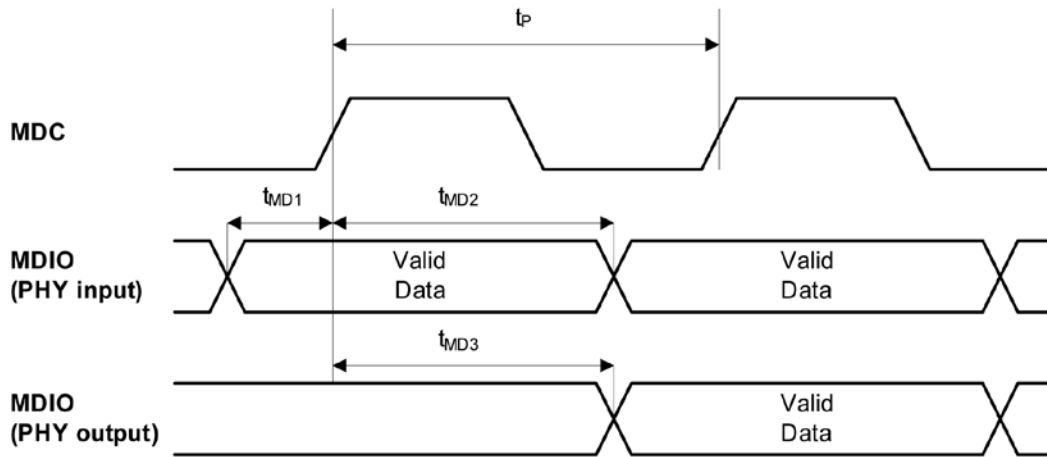 tP
MDC
tMD1
tMD2
MDIO
(PHY input)
Valid
Data
Valid
Data
tMD3
MDIO
(PHY output)
Valid
Data